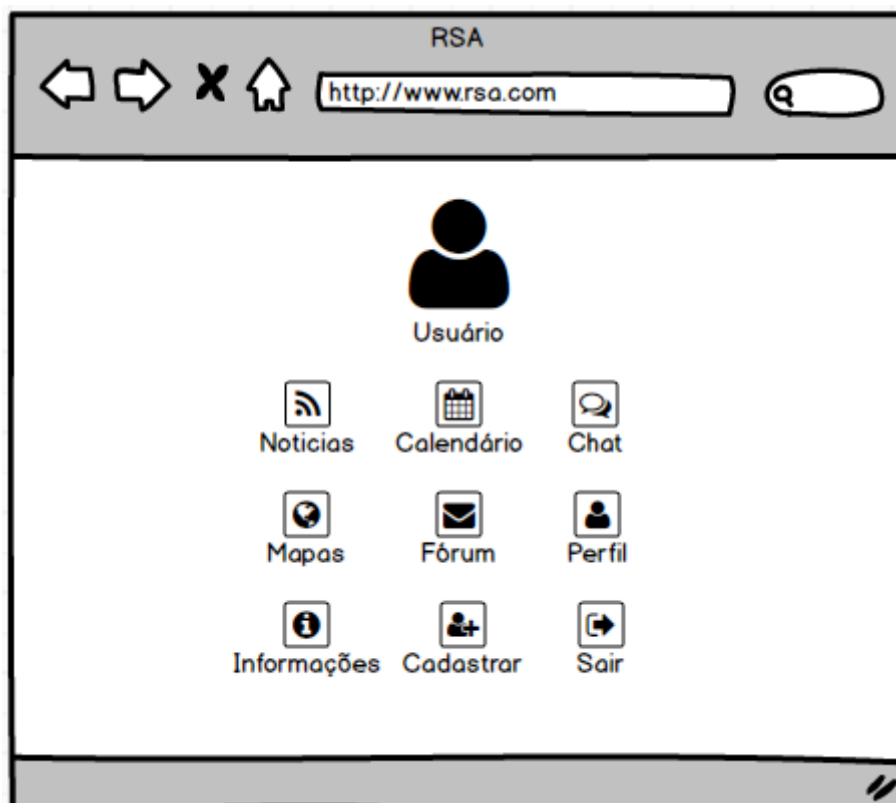 RSA
http://www.rsa.com
Usuário
Noticias Calendário Chat
Mapas Fórum Perfil
Informações Cadastrar Sair